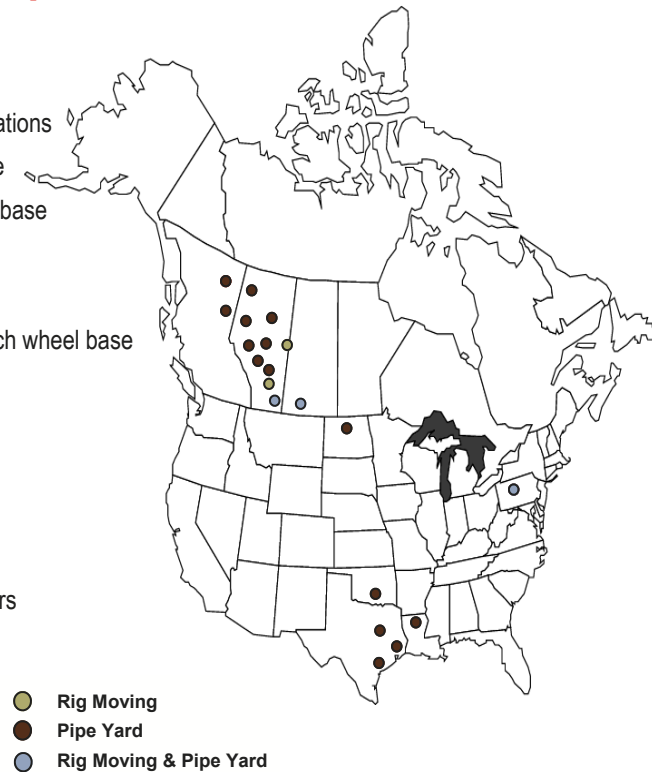 ations
e
base
ch wheel base
rs
Rig Moving
Pipe Yard
Rig Moving & Pipe Yard